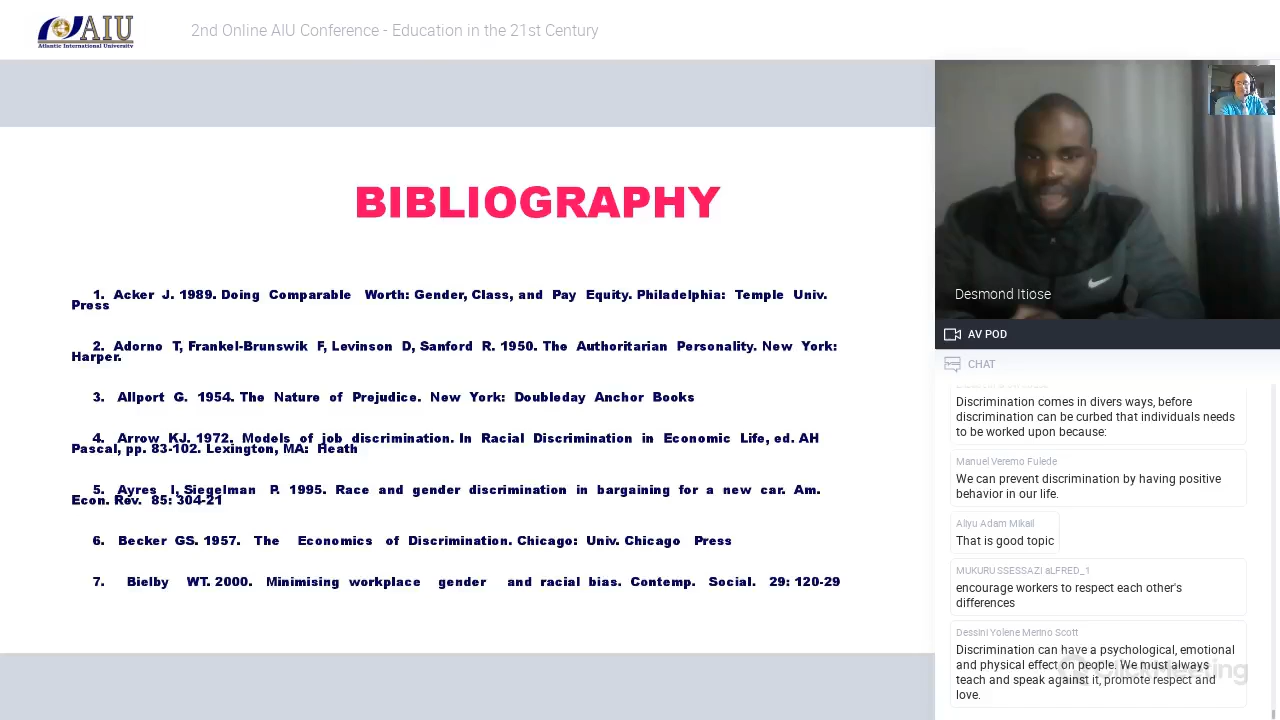 AIU
Atlantic International University
2nd Online AIU Conference - Education in the 21st Century
BIBLIOGRAPHY
1. Acker J. 1989. Doing Comparable Worth: Gender, Class, and Pay Equity. Philadelphia: Temple Univ.
Press
2. Adorno T, Frankel-Brunswik F, Levinson D, Sanford R. 1950. The Authoritarian Personality. New York:
Harper.
3. Allport G. 1954. The Nature of Prejudice. New York: Doubleday Anchor Books
4. Arrow KJ. 1972. Models of job discrimination. In Racial Discrimination in Economic Life, ed. AH
Pascal, pp. 83-102. Lexington, MA: Heath
5. Ayres I, Siegelman P. 1995. Race and gender discrimination in bargaining for a new car. Am.
Econ. Rev. 85: 304-21
6. Becker GS. 1957. The Economics of Discrimination. Chicago: Univ. Chicago Press
7. Bielby WT. 2000. Minimising workplace gender and racial bias. Contemp. Social. 29: 120-29
Desmond Itiose
AV POD
CHAT
Discrimination comes in divers ways, before
discrimination can be curbed that individuals needs
to be worked upon because:
Manuel Veremo Fulede
We can prevent discrimination by having positive
behavior in our life.
Aliyu Adam Mikail
That is good topic
MUKURU SSESSAZI aLFRED_1
encourage workers to respect each other's
differences
Dessini Yolene Merino Scott
Discrimination can have a psychological, emotional
and physical effect on people. We must always
teach and speak against it, promote respect and
love.
ClickMeeting